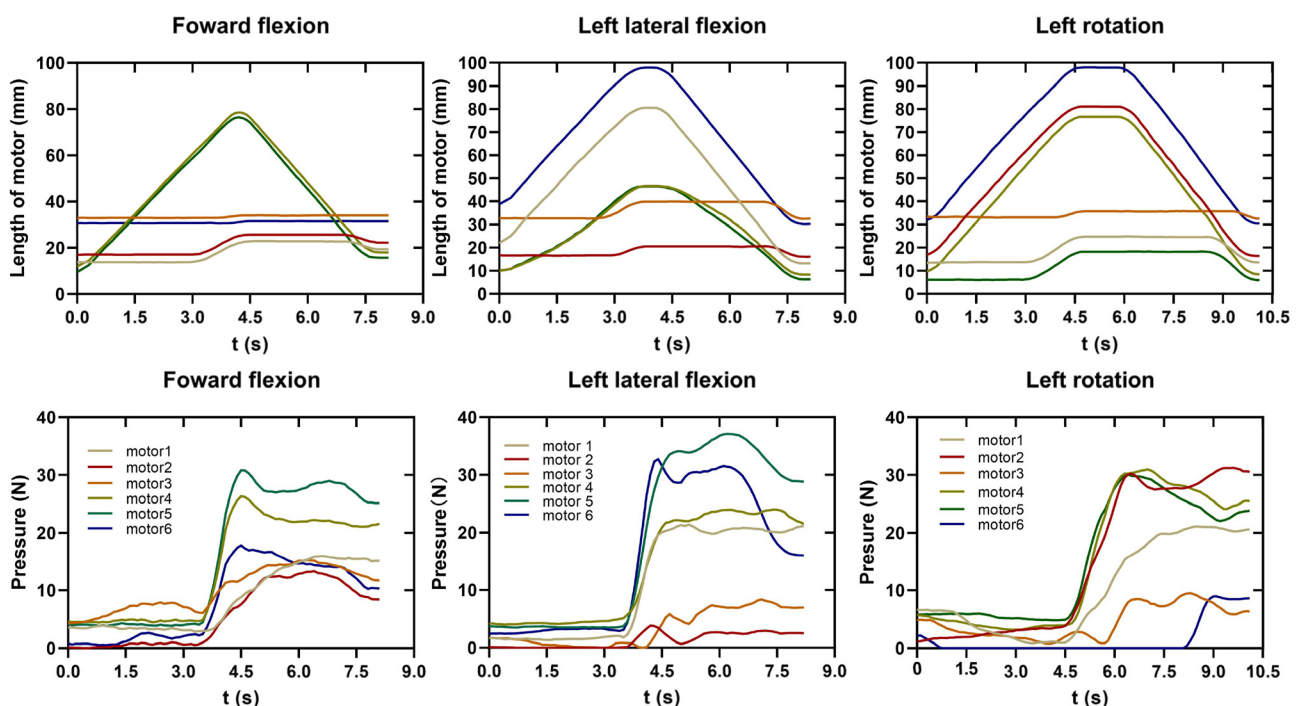 Foward flexion
Length of motor (mm)
100
80
60
40
20
0
0.0 1.5 3.0 4.5 6.0 7.5 9.0
t (s)
Left lateral flexion
Length of motor (mm)
100
90
80
70
60
50
40
30
20
10
0
0.0 1.5 3.0 4.5 6.0 7.5 9.0
t (s)
Left rotation
Length of motor (mm)
100
90
80
70
60
50
40
30
20
10
0
0.0 1.5 3.0 4.5 6.0 7.5 9.0 10.5
t (s)
Foward flexion
Pressure (N)
40
30
20
10
0
motor1
motor2
motor3
motor4
motor5
motor6
0.0 1.5 3.0 4.5 6.0 7.5 9.0
t (s)
Left lateral flexion
Pressure (N)
40
30
20
10
0
motor 1
motor 2
motor 3
motor 4
motor 5
motor 6
0.0 1.5 3.0 4.5 6.0 7.5 9.0
t (s)
Left rotation
Presure (N)
40
30
20
10
0
motor1
motor2
motor3
motor4
motor5
motor6
0 1.5 3.0 4.5 6.0 7.5 9.0 10.5
t (s)